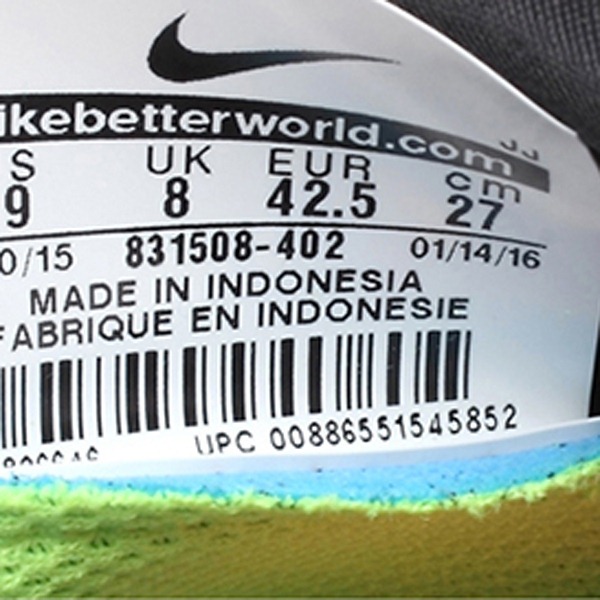 ikebetterworld.com
S UK EUR cm
9 8 42.5 27
0/15 831508-402 01/14/16
MADE IN INDONESIA
FABRIQUE EN INDONESIE
UPC 00886551545852